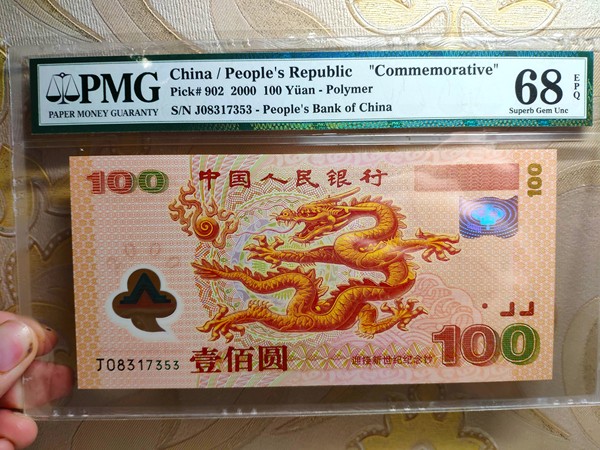 PMG
PAPER MONEY GUARANTY
China / People's Republic "Commemorative"
Pick# 902 2000 100 Yüan - Polymer
S/N J08317353 - People's Bank of China
68 EPQ
Superb Gem Unc
100 中国人民银行
100
2000
J08317353 壹佰圆
迎接新世纪纪念钞
100